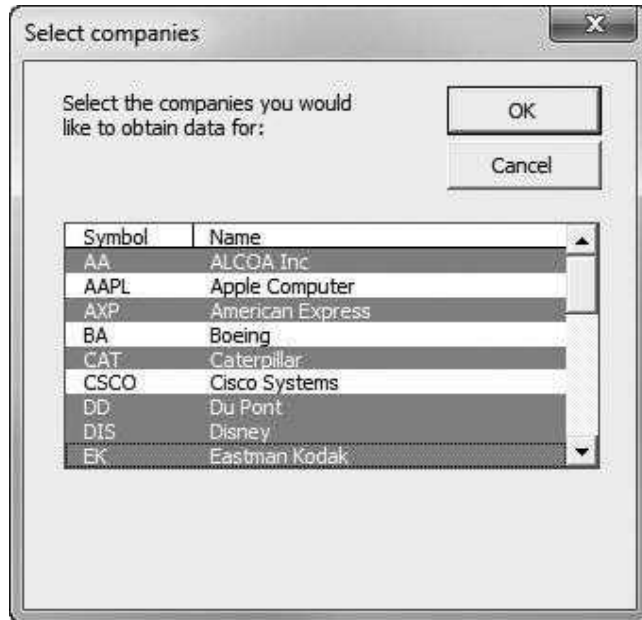 Select companies
Select the companies you would
like to obtain data for:
OK
Cancel
Symbol Name
AA ALCOA Inc
AAPL Apple Computer
AXP American Express
BA Boeing
CAT Caterpillar
CSCO Cisco Systems
DD Du Pont
DIS Disney
EK Eastman Kodak